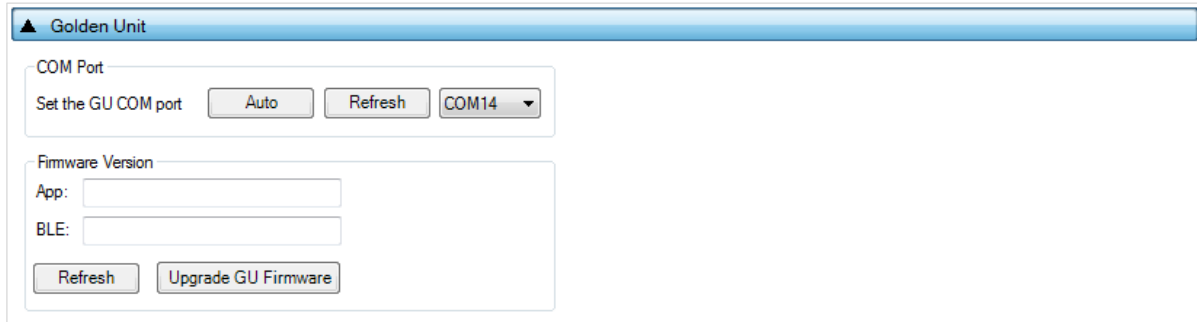 Golden Unit
COM Port
Set the GU COM port Auto Refresh COM14
Firmware Version
App:
BLE:
Refresh Upgrade GU Firmware